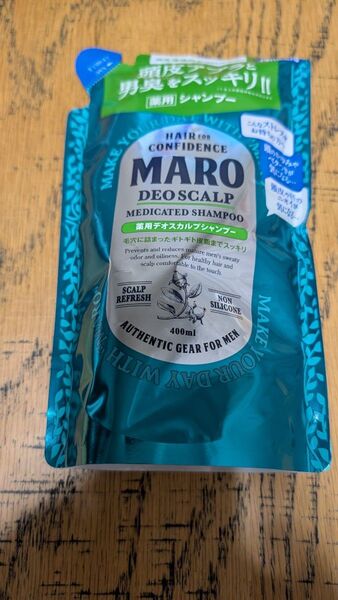 頭皮
男臭をスッキリ!!
薬用 シャンプー
HAIR FOR
CONFIDENCE
MARO
DEO SCALP
MEDICATED SHAMPOO
薬用デオスカルプシャンプー
毛穴に詰まったギトギト皮脂までスッキリ
Prevents and reduces mature men's sweaty
odor and oiliness. For healthy hair and
scalp comfortable to the touch.
SCALP
REFRESH
NON
SILICONE
400ml
AUTHENTIC GEAR FOR MEN
MAKE YOUR DAY WITH